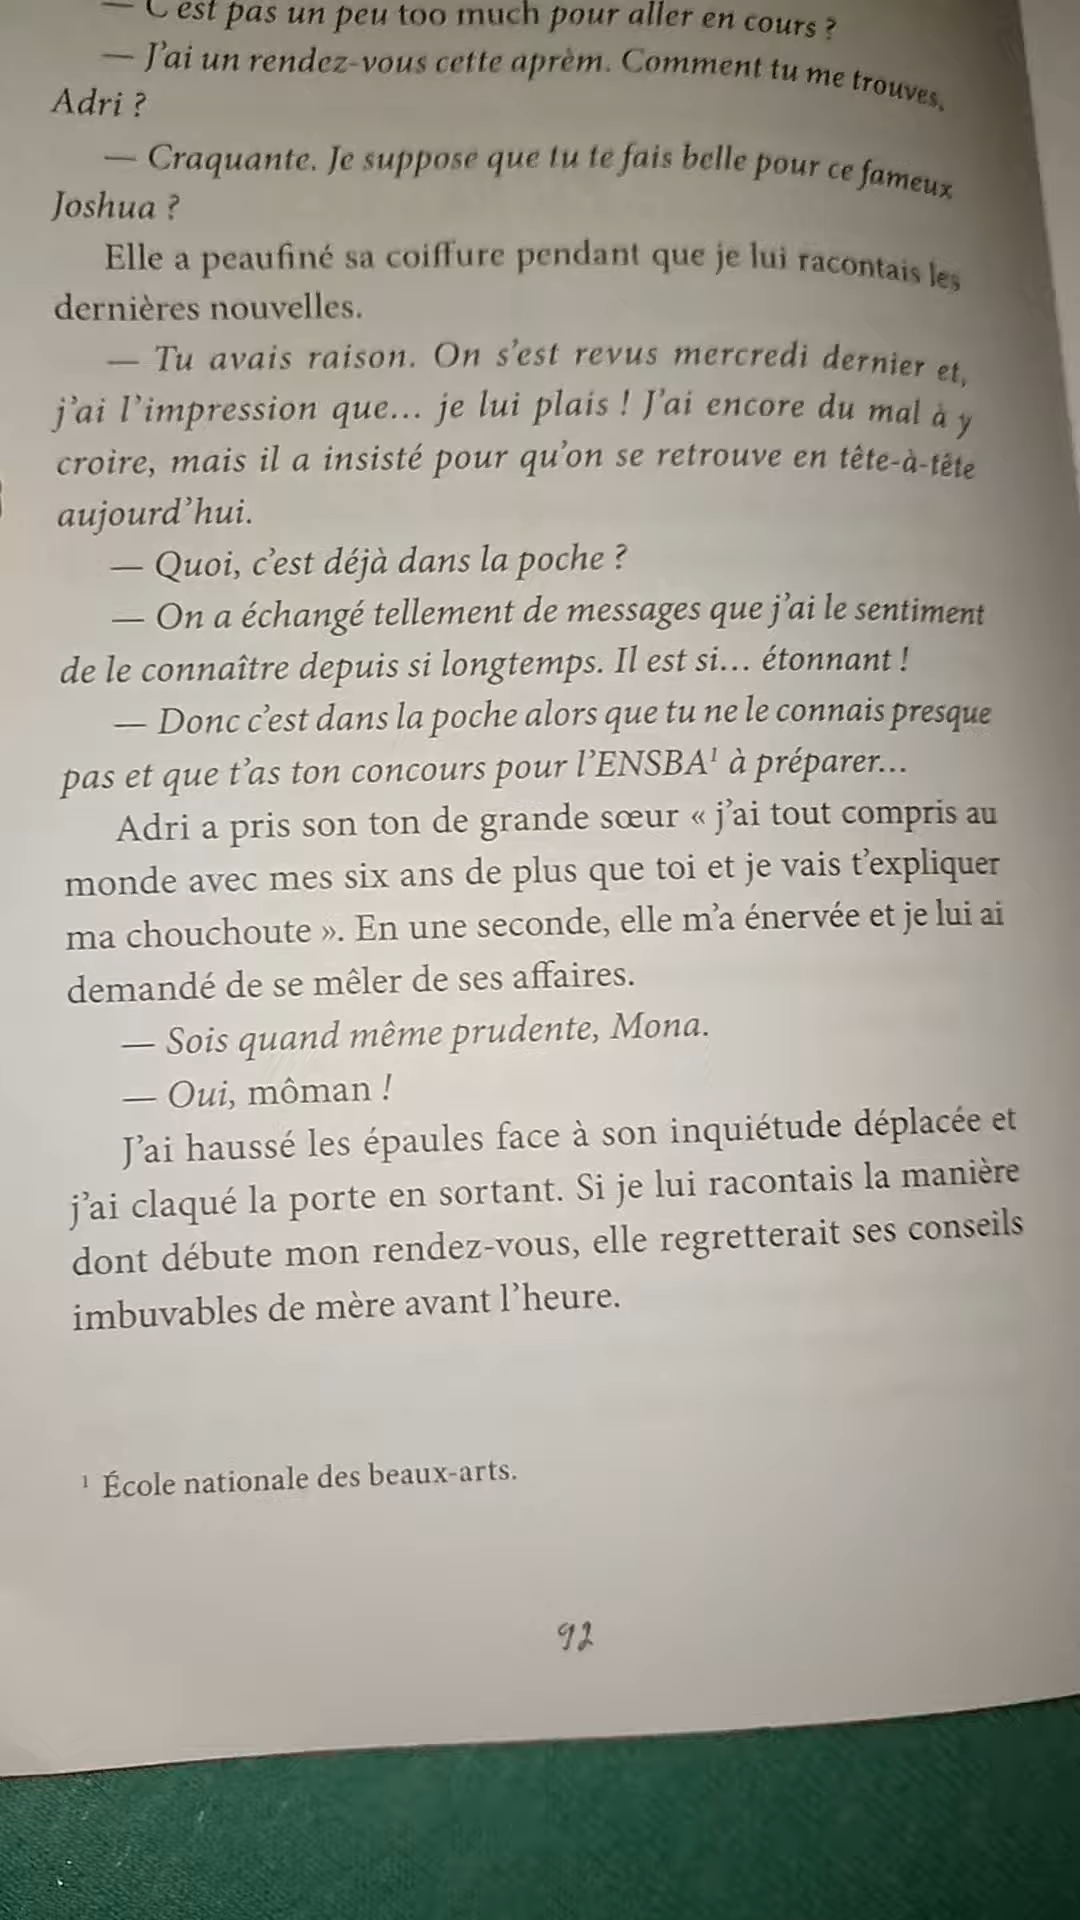 — C'est pas un peu too much pour aller en cours ?
— J'ai un rendez-vous cette aprèm. Comment tu me trouves,
Adri ?
— Craquante. Je suppose que tu te fais belle pour ce fameux
Joshua ?
Elle a peaufiné sa coiffure pendant que je lui racontais les
dernières nouvelles.
— Tu avais raison. On s'est revus mercredi dernier et,
j'ai l'impression que... je lui plais ! J'ai encore du mal à y
croire, mais il a insisté pour qu'on se retrouve en tête-à-tête
aujourd'hui.
— Quoi, c'est déjà dans la poche ?
— On a échangé tellement de messages que j'ai le sentiment
de le connaître depuis si longtemps. Il est si... étonnant !
— Donc c'est dans la poche alors que tu ne le connais presque
pas et que t'as ton concours pour l'ENSBA¹ à préparer...
Adri a pris son ton de grande sœur « j'ai tout compris au
monde avec mes six ans de plus que toi et je vais t'expliquer
ma chouchoute ». En une seconde, elle m'a énervée et je lui ai
demandé de se mêler de ses affaires.
— Sois quand même prudente, Mona.
— Oui, môman !
J'ai haussé les épaules face à son inquiétude déplacée et
j'ai claqué la porte en sortant. Si je lui racontais la manière
dont débute mon rendez-vous, elle regretterait ses conseils
imbuvables de mère avant l'heure.
¹ École nationale des beaux-arts.
92